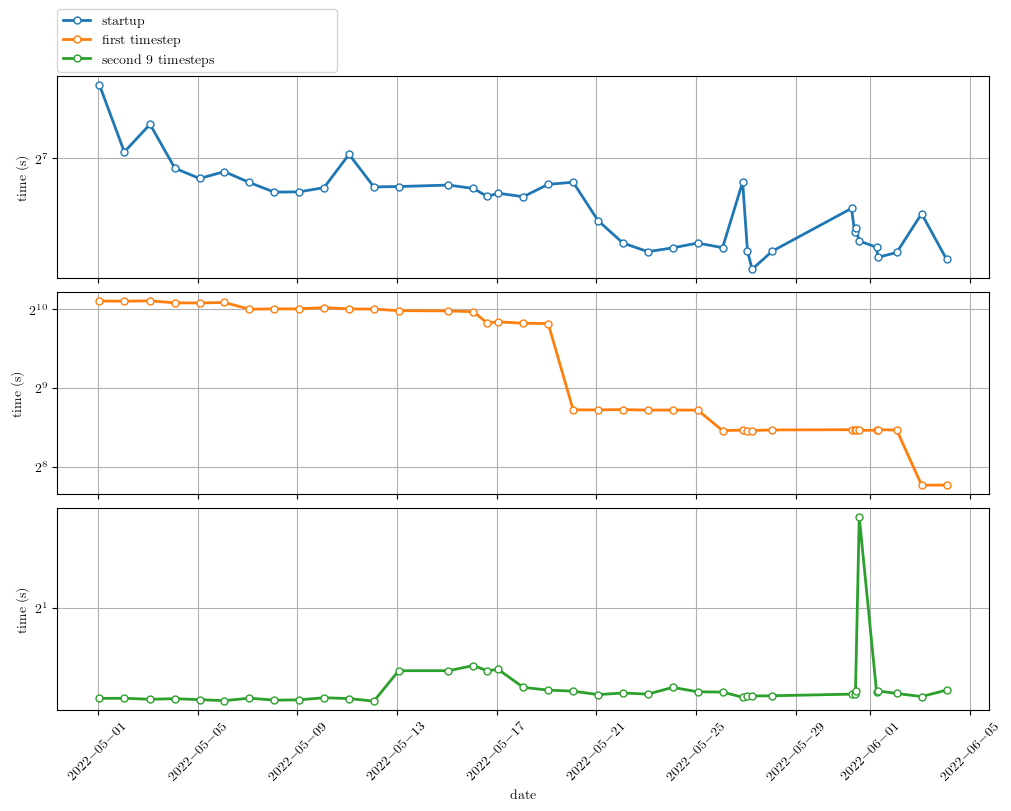 startup
first timestep
second 9 timesteps
time (s)
2^7
time (s)
2^10
2^9
2^8
time (s)
2^1
2022−05−01
2022−05−05
2022−05−09
2022−05−13
2022−05−17
2022−05−21
2022−05−25
2022−05−29
2022−06−01
2022−06−05
date